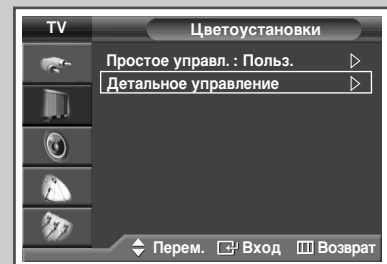 TV
Цветоустановки
Простое управл. : Польз.
Детальное управление
Перем. Вход Возврат